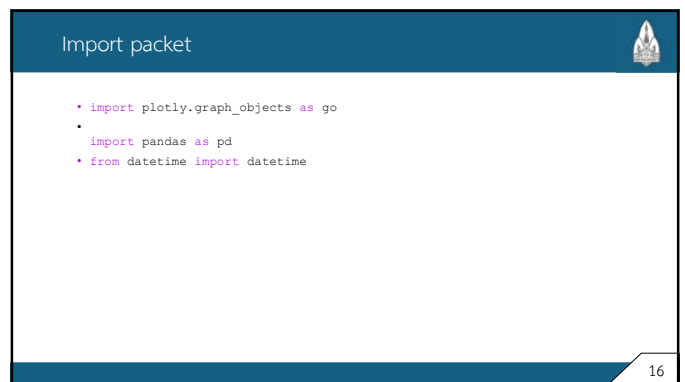 Import packet
• import plotly.graph_objects as go
•
import pandas as pd
• from datetime import datetime
16